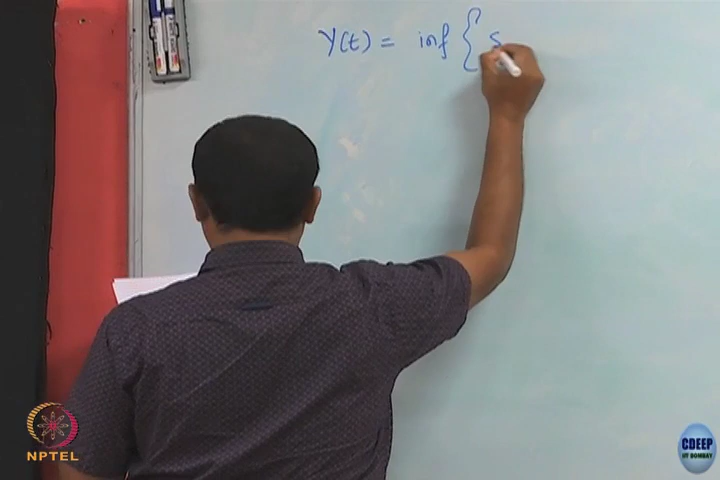 Y(t) = inf { s
NPTEL
CDEEP
IIT BOMBAY